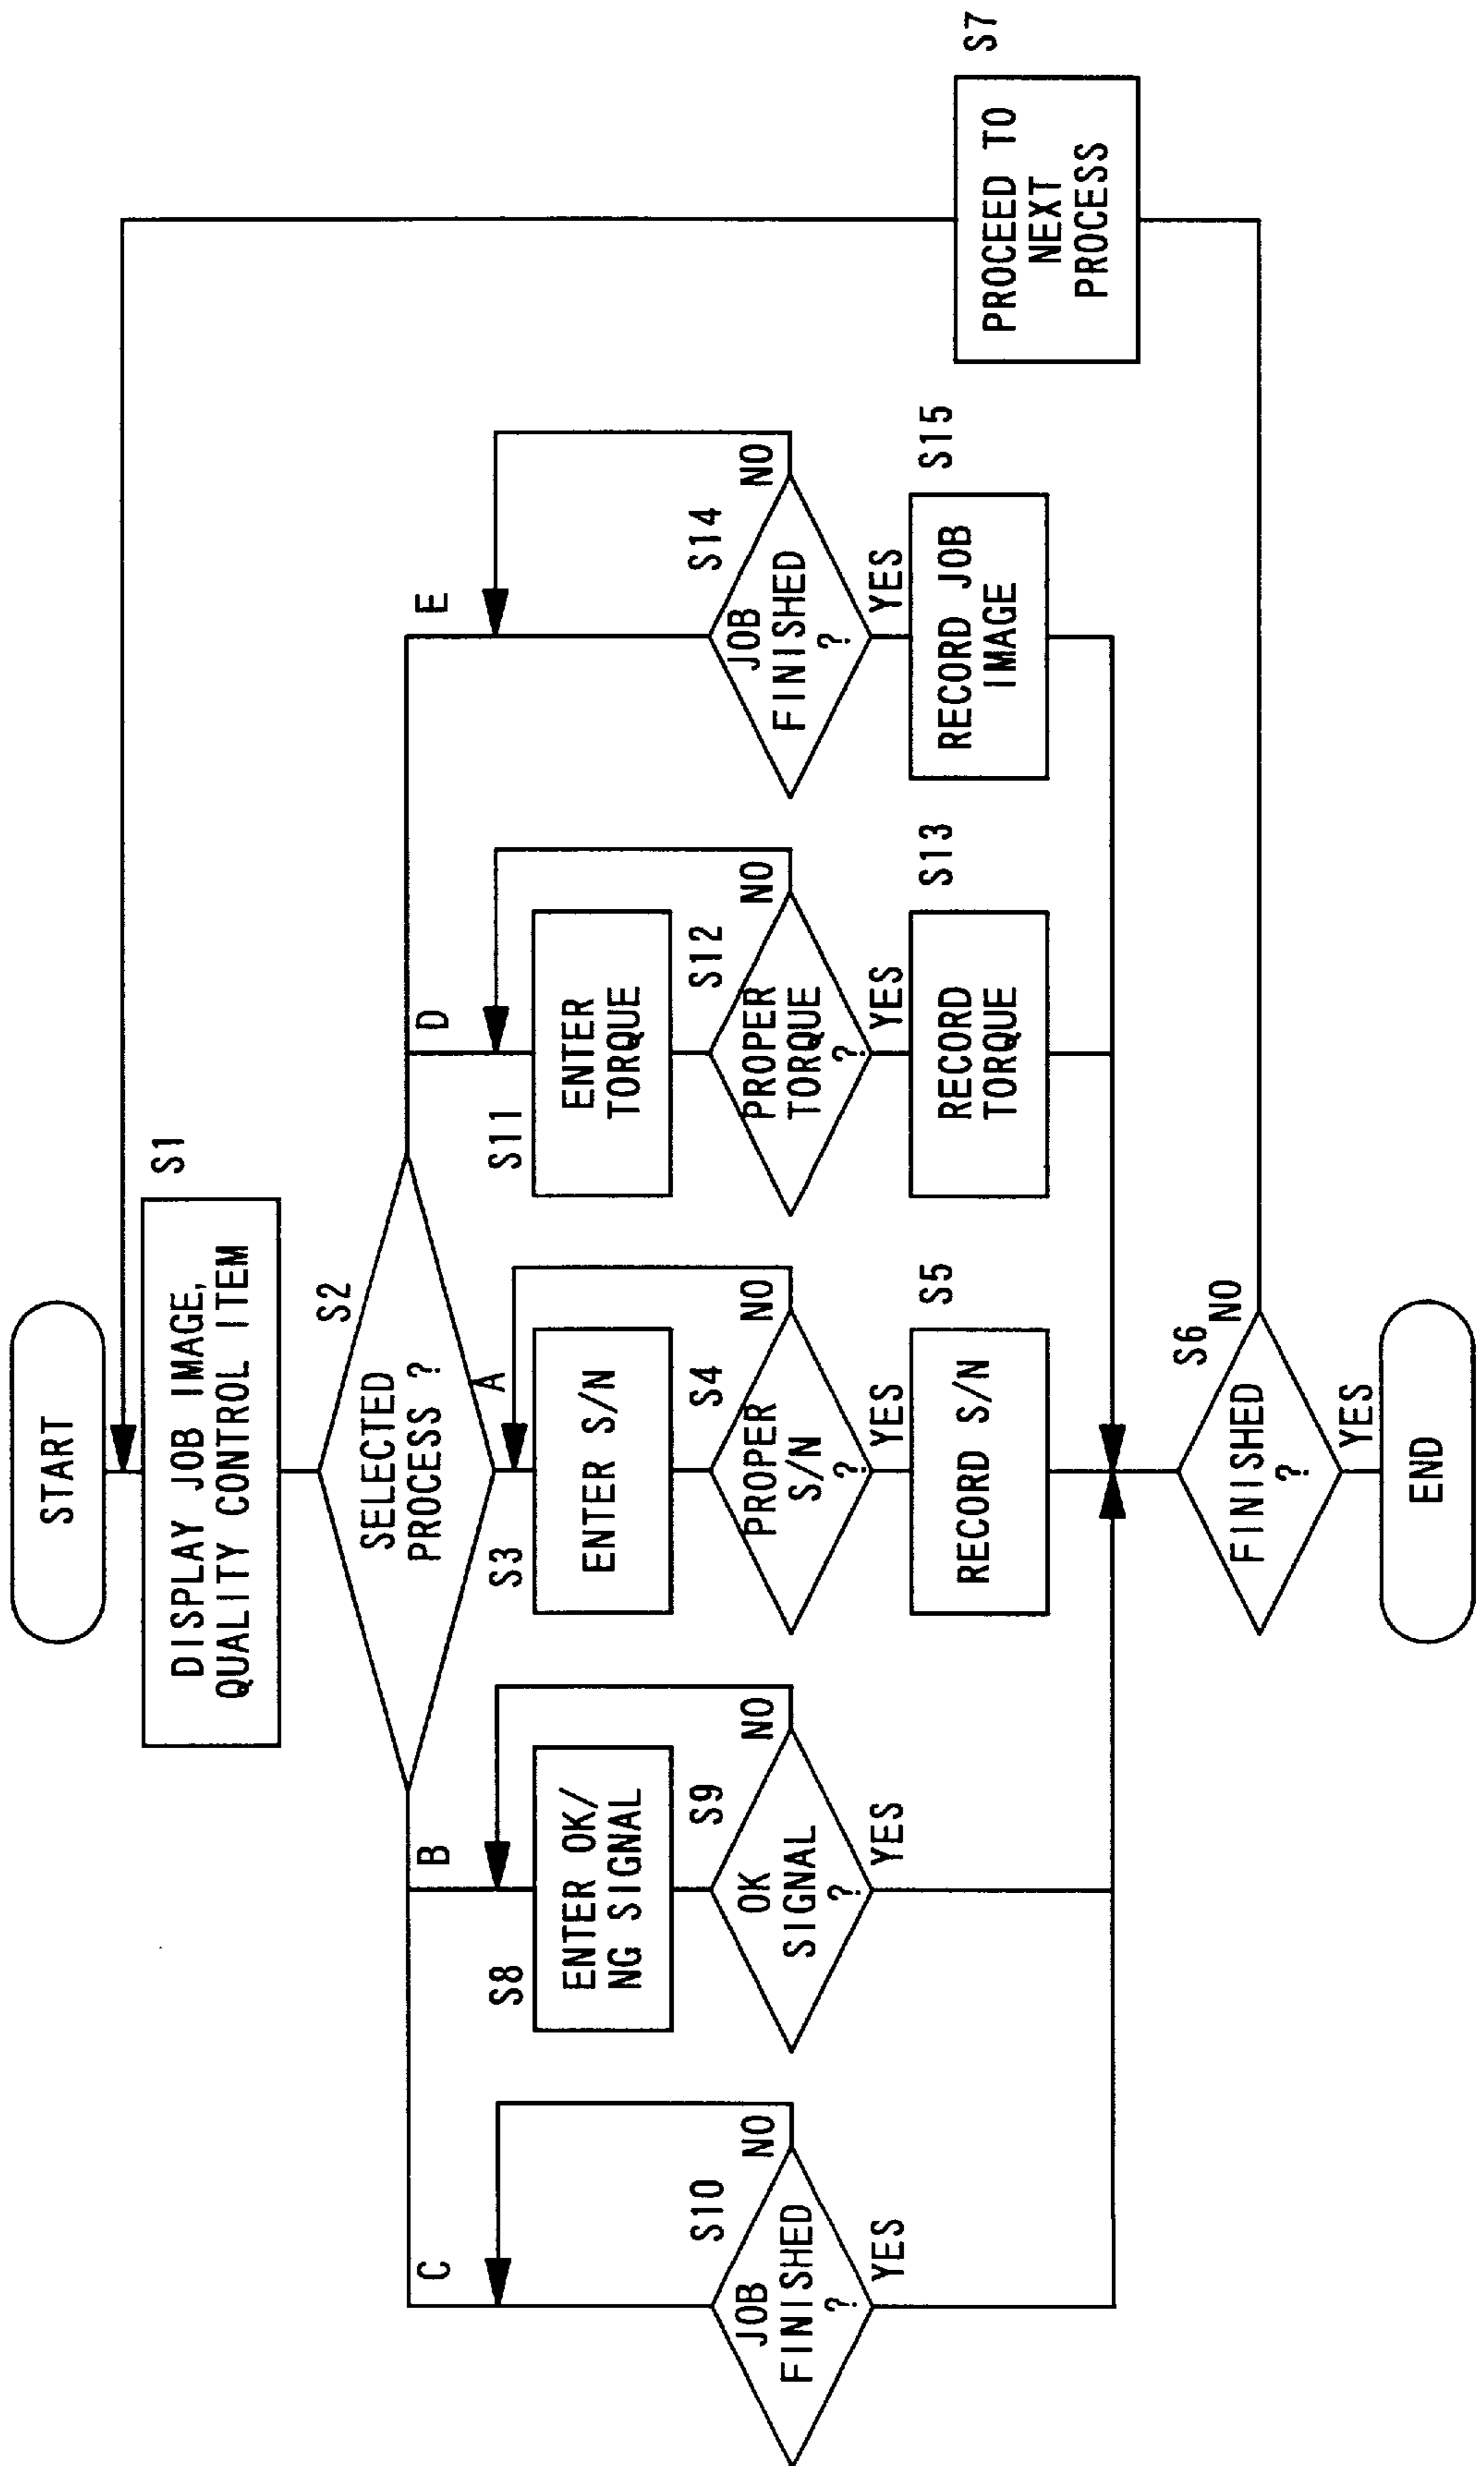 START
S1
DISPLAY JOB IMAGE,
QUALITY CONTROL ITEM
S2
SELECTED
PROCESS ?
C
B
A
D
E
S8
ENTER OK/
NG SIGNAL
S3
ENTER S/N
S11
ENTER
TORQUE
S10
JOB
FINISHED
?
NO
YES
S9
OK
SIGNAL
?
NO
YES
S4
PROPER
S/N
?
NO
YES
S12
PROPER
TORQUE
?
NO
YES
S14
JOB
FINISHED
?
NO
YES
S5
RECORD S/N
S13
RECORD
TORQUE
S15
RECORD JOB
IMAGE
S7
PROCEED TO
NEXT
PROCESS
S6
FINISHED
?
NO
YES
END